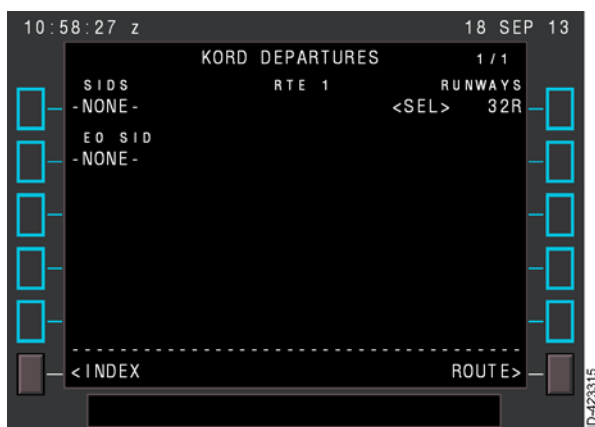 10:58:27 z 18 SEP 13
KORD DEPARTURES 1/1
SIDS RTE 1 RUNWAYS
-NONE- <SEL> 32R
EO SID
-NONE-
<INDEX ROUTE>
D-423315